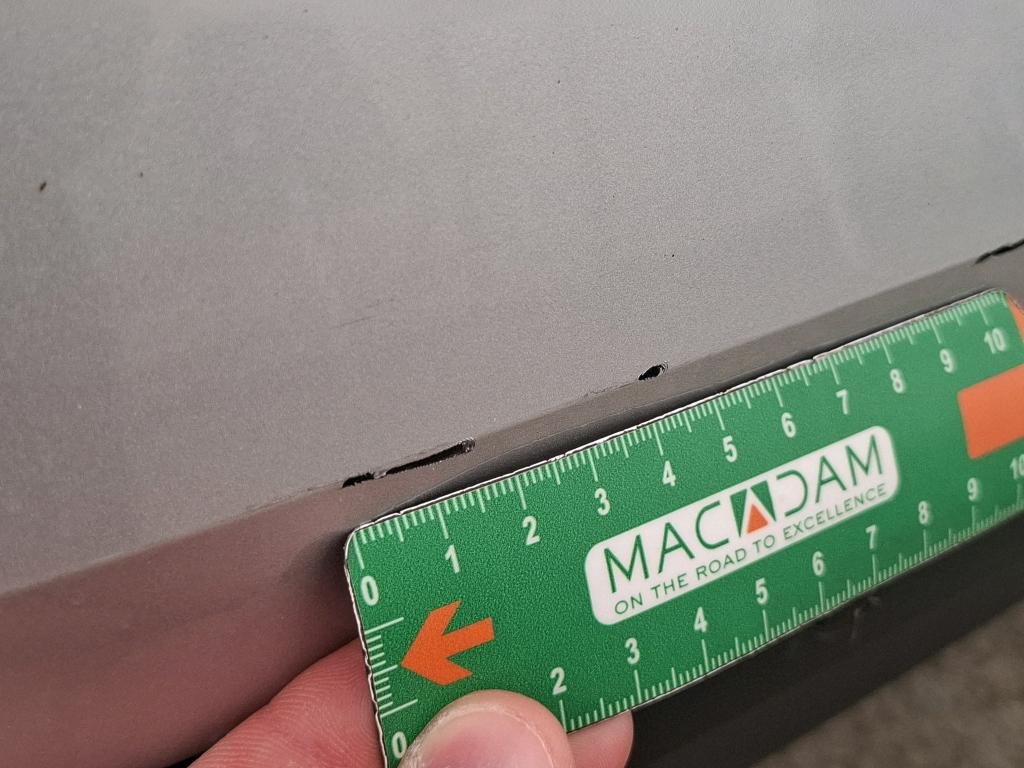 0 1 2 3 4 5 6 7 8 9 10
MACADAM
ON THE ROAD TO EXCELLENCE
0 2 3 4 5 6 7 8 9 10